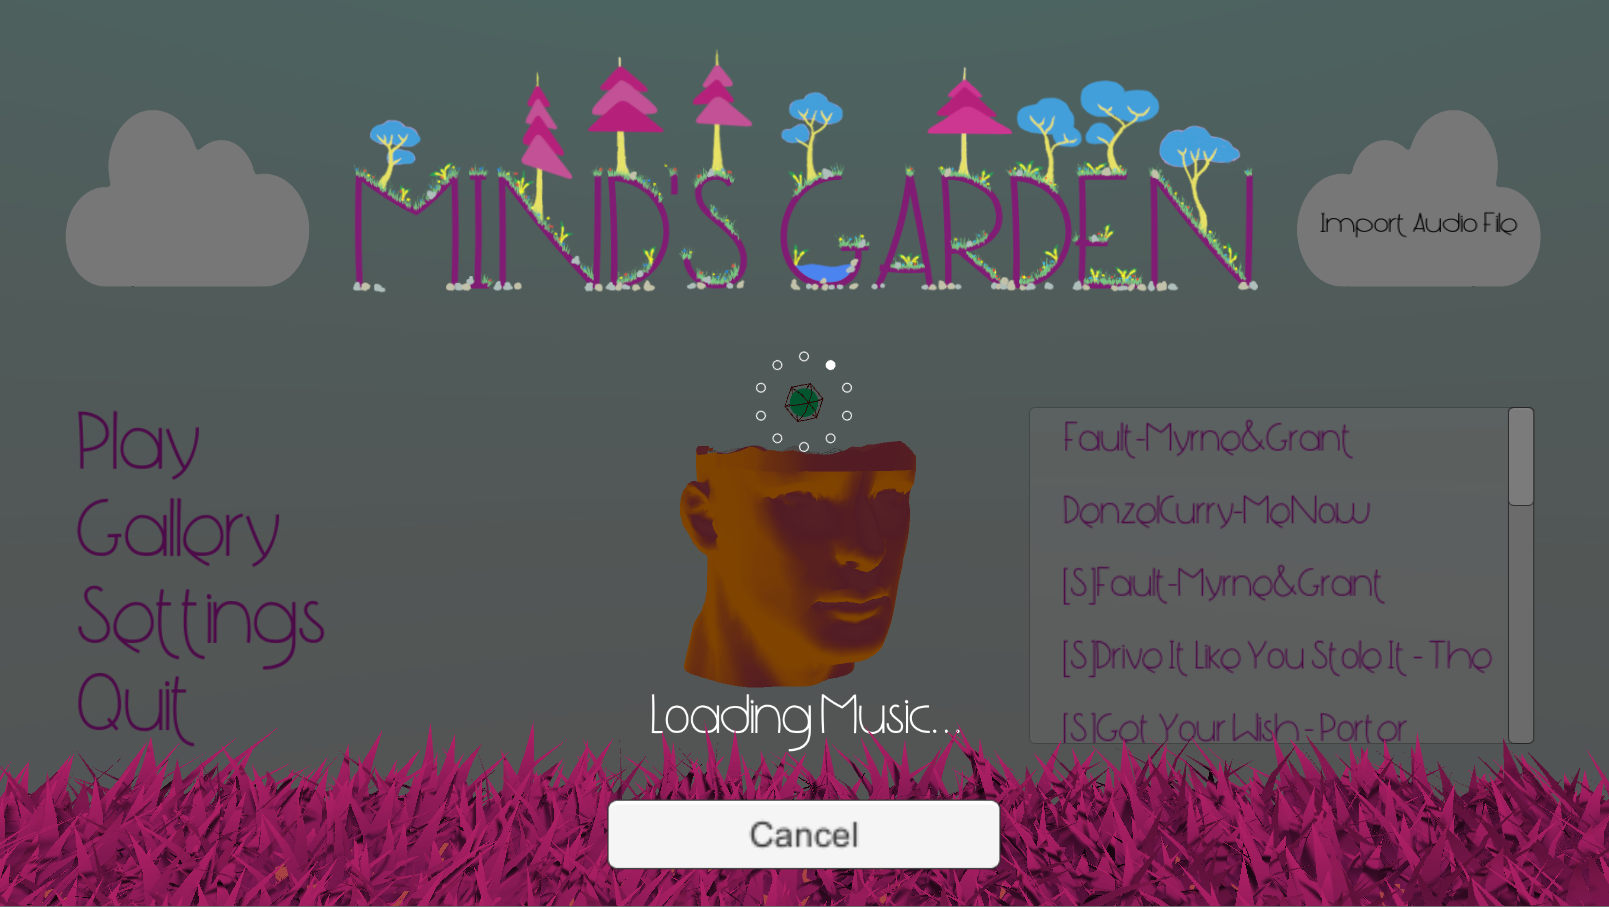 MIND'S GARDEN
Import Audio File
Play
Gallery
Settings
Quit
Fault-Myrne&Grant
DenzelCurry-MeNow
[S]Fault-Myrne&Grant
[S]Drive It Like You Stole It - The
[S]Got Your Wish - Porter
Loading Music...
Cancel